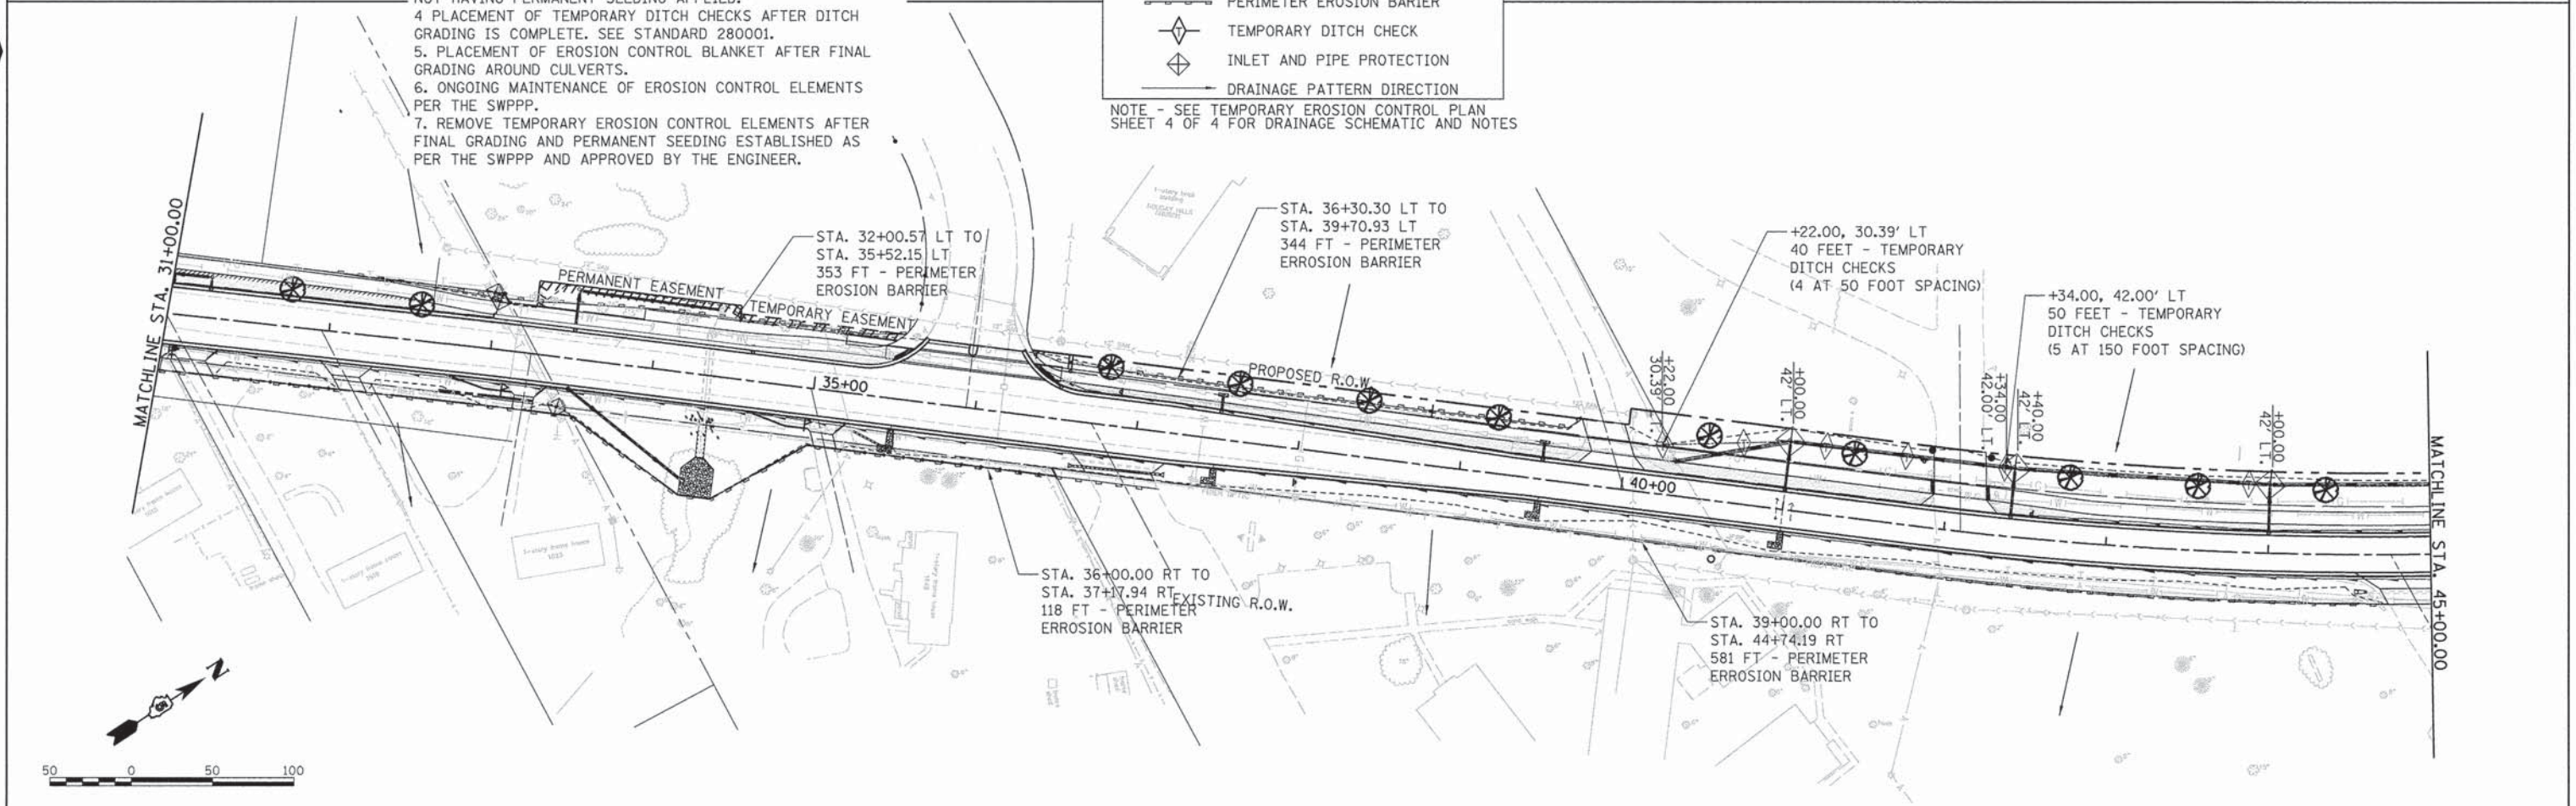 NOT HAVING PERMANENT SEEDING APPLIED.
4 PLACEMENT OF TEMPORARY DITCH CHECKS AFTER DITCH
GRADING IS COMPLETE. SEE STANDARD 280001.
5. PLACEMENT OF EROSION CONTROL BLANKET AFTER FINAL
GRADING AROUND CULVERTS.
6. ONGOING MAINTENANCE OF EROSION CONTROL ELEMENTS
PER THE SWPPP.
7. REMOVE TEMPORARY EROSION CONTROL ELEMENTS AFTER
FINAL GRADING AND PERMANENT SEEDING ESTABLISHED AS
PER THE SWPPP AND APPROVED BY THE ENGINEER.
PERIMETER EROSION BARIER
TEMPORARY DITCH CHECK
INLET AND PIPE PROTECTION
DRAINAGE PATTERN DIRECTION
NOTE - SEE TEMPORARY EROSION CONTROL PLAN
SHEET 4 OF 4 FOR DRAINAGE SCHEMATIC AND NOTES
MATCHLINE STA. 31+00.00
STA. 32+00.57 LT TO
STA. 35+52.15 LT
353 FT - PERIMETER
EROSION BARRIER
PERMANENT EASEMENT
TEMPORARY EASEMENT
STA. 36+30.30 LT TO
STA. 39+70.93 LT
344 FT - PERIMETER
ERROSION BARRIER
PROPOSED R.O.W.
+22.00, 30.39' LT
40 FEET - TEMPORARY
DITCH CHECKS
(4 AT 50 FOOT SPACING)
+34.00, 42.00' LT
50 FEET - TEMPORARY
DITCH CHECKS
(5 AT 150 FOOT SPACING)
+22.00
30.39'
+00.00
42' LT.
+34.00
42.00' LT.
+40.00
42' LT.
+00.00
42' LT.
35+00
40+00
STA. 36+00.00 RT TO
STA. 37+17.94 RT
118 FT - PERIMETER
ERROSION BARRIER
EXISTING R.O.W.
STA. 39+00.00 RT TO
STA. 44+74.19 RT
581 FT - PERIMETER
ERROSION BARRIER
MATCHLINE STA. 45+00.00
N
50 0 50 100